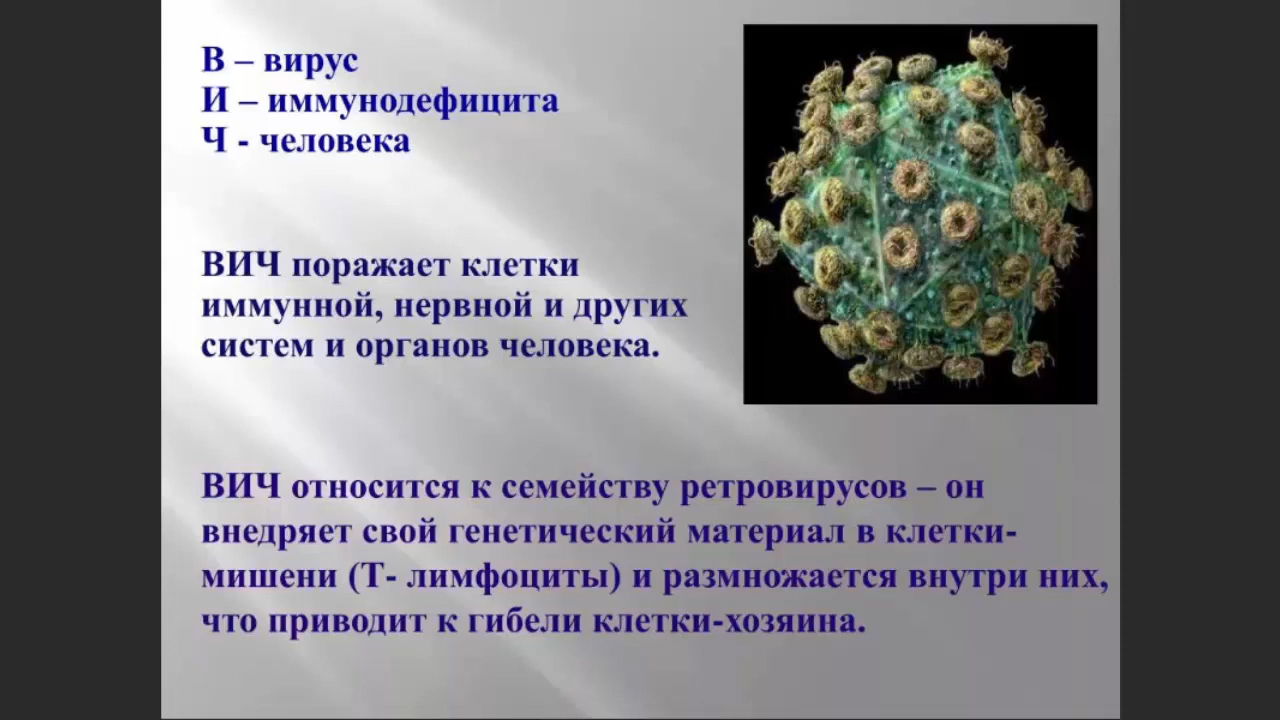 В – вирус
И – иммунодефицита
Ч - человека
ВИЧ поражает клетки
иммунной, нервной и других
систем и органов человека.
ВИЧ относится к семейству ретровирусов – он
внедряет свой генетический материал в клетки-
мишени (Т- лимфоциты) и размножается внутри них,
что приводит к гибели клетки-хозяина.